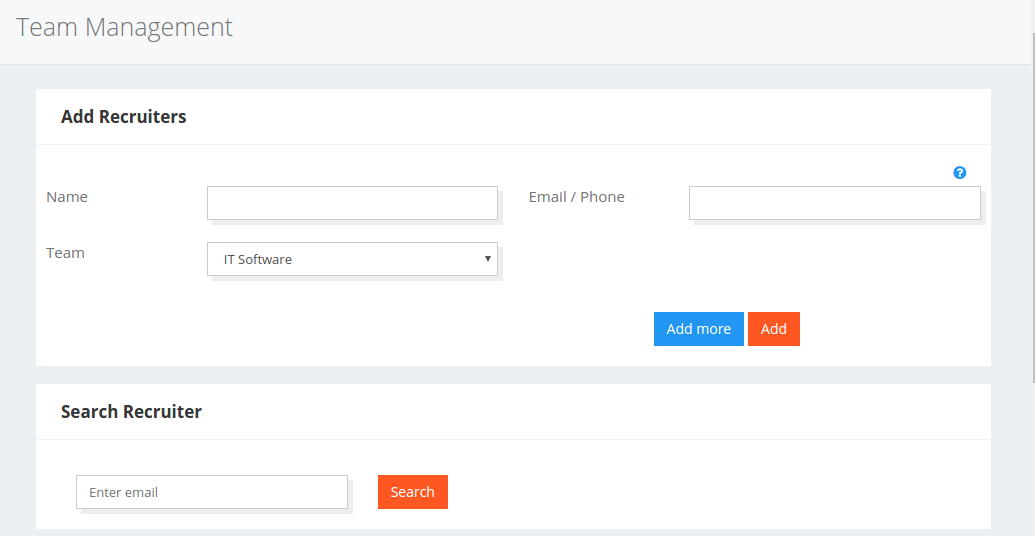 Team Management
Add Recruiters
Name
Email / Phone
Team
IT Software
Add more
Add
Search Recruiter
Enter email
Search